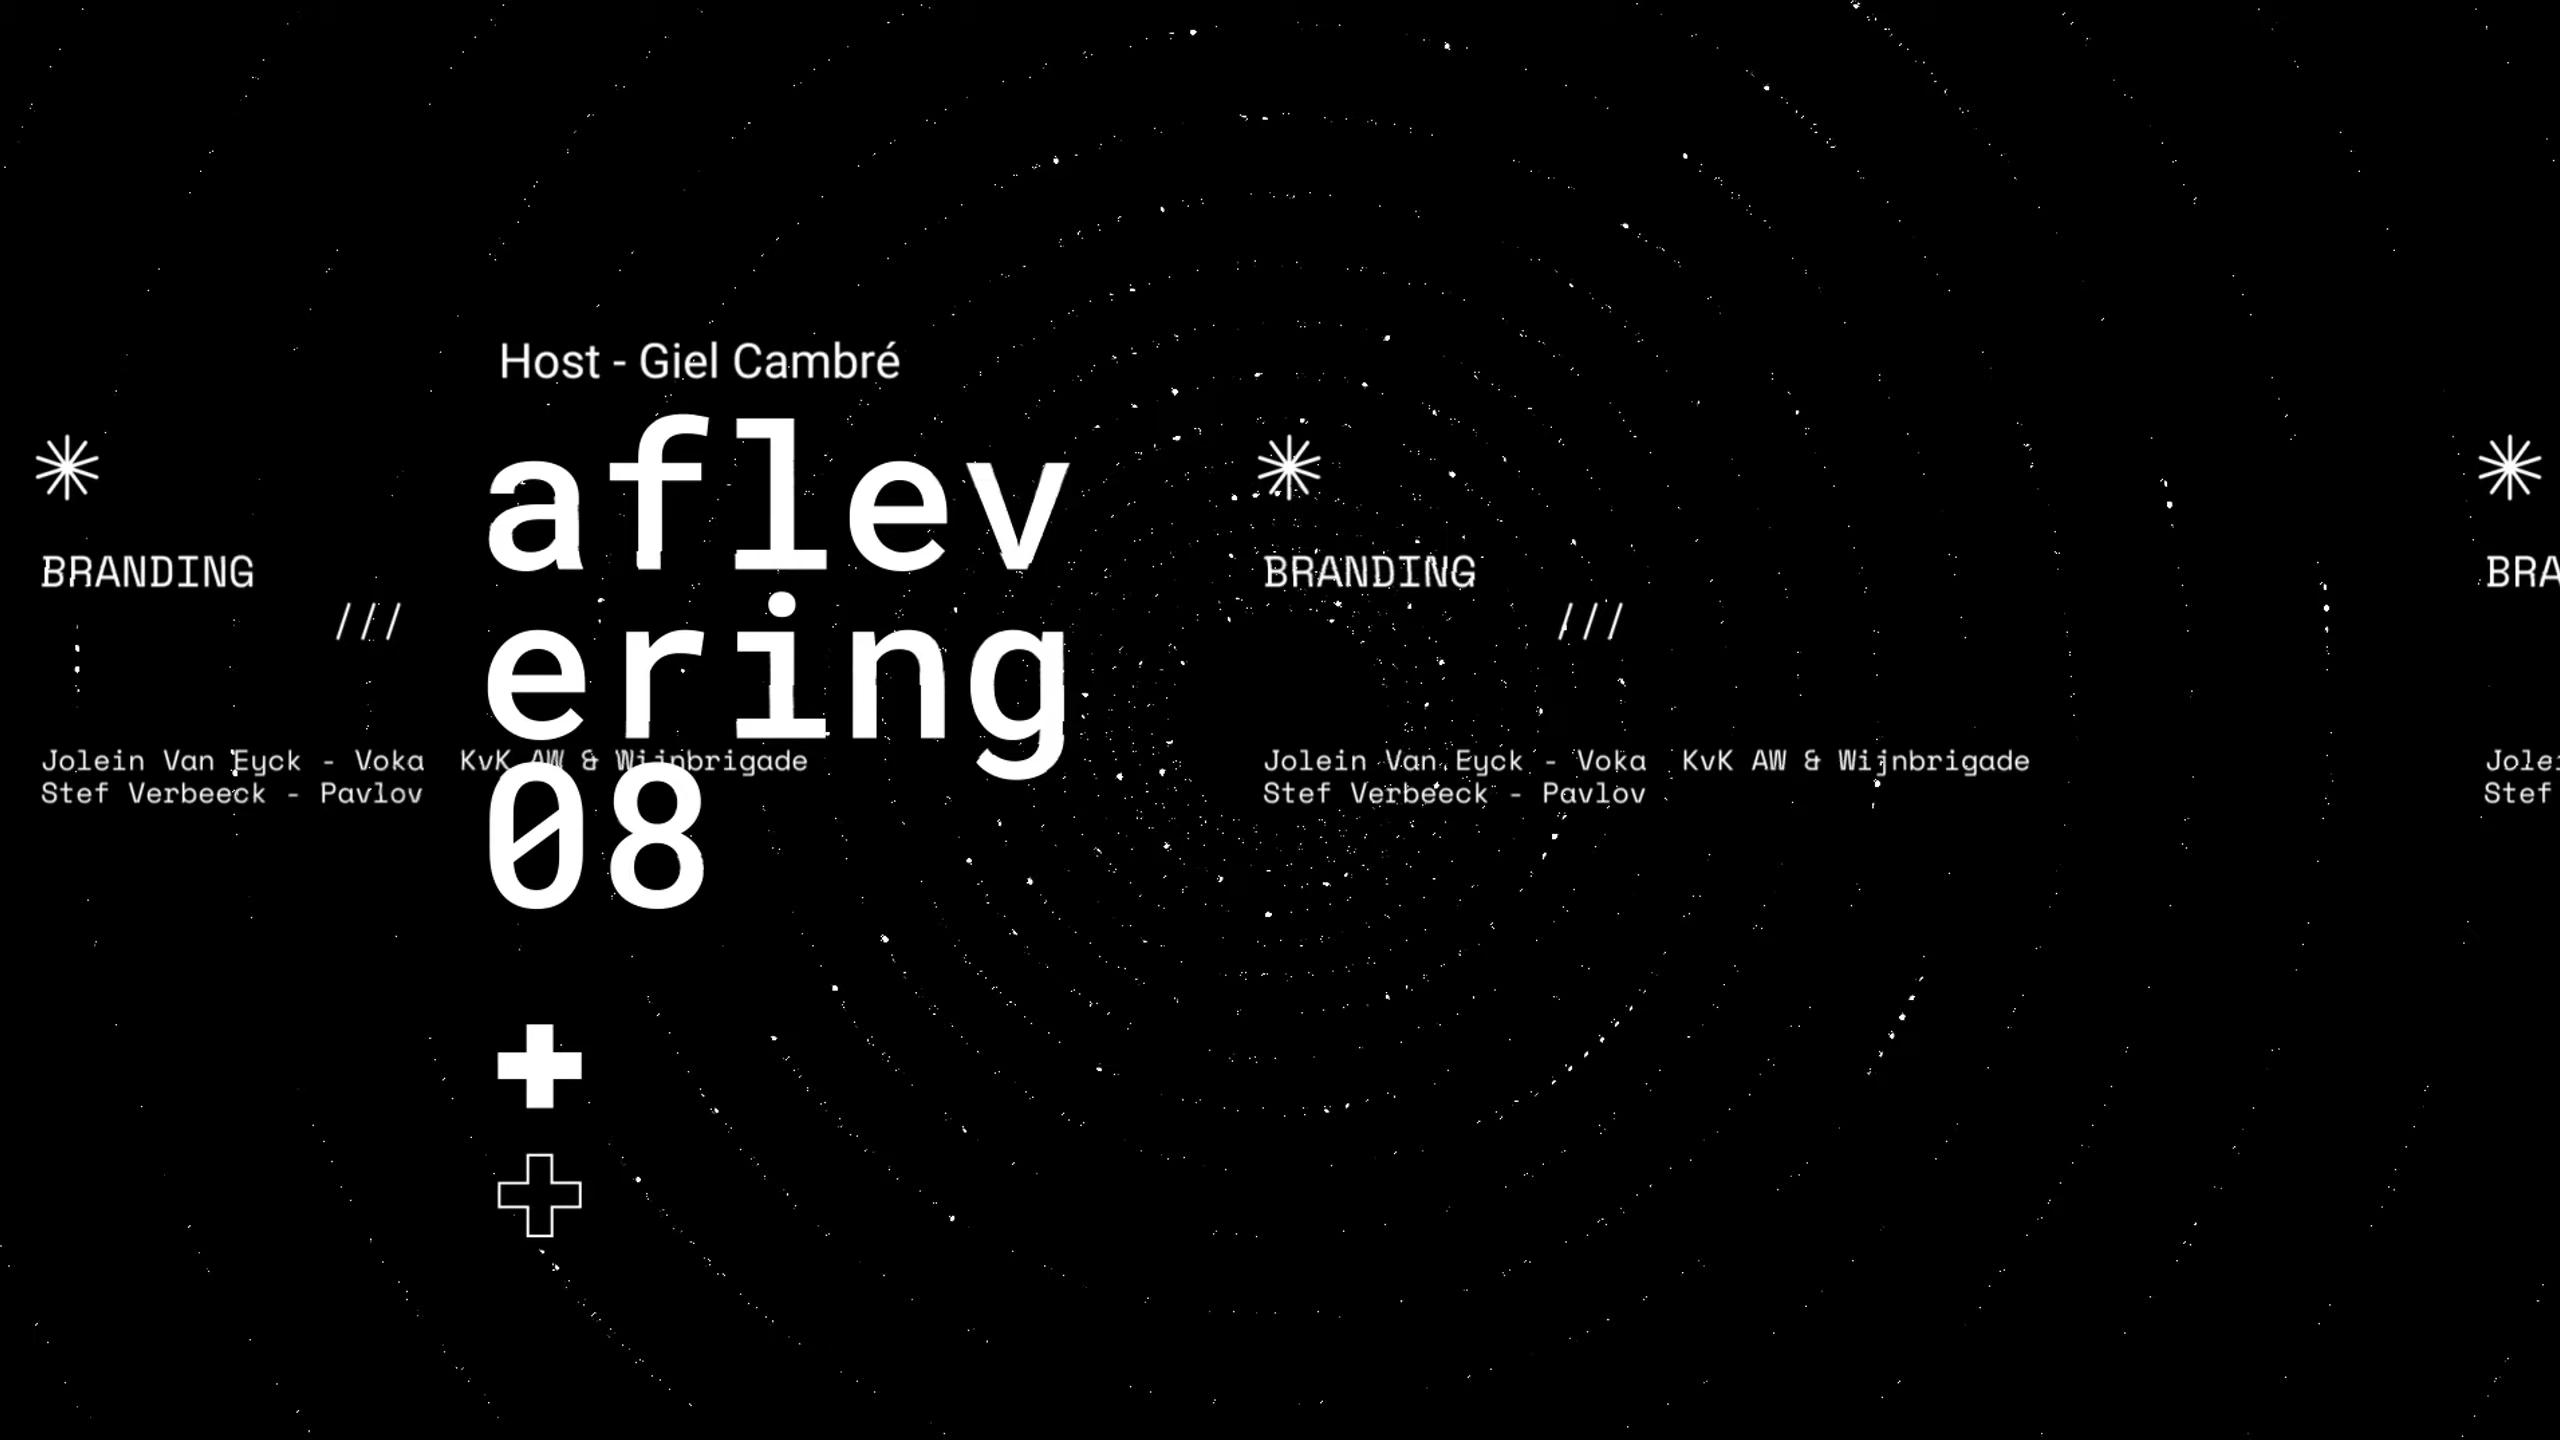 Host - Giel Cambré
aflev
ering
08
BRANDING
///
Jolein Van Eyck - Voka KvK AW & Wijnbrigade
Stef Verbeeck - Pavlov
BRANDING
///
Jolein Van Eyck - Voka KvK AW & Wijnbrigade
Stef Verbeeck - Pavlov
BRA
Jolei
Stef